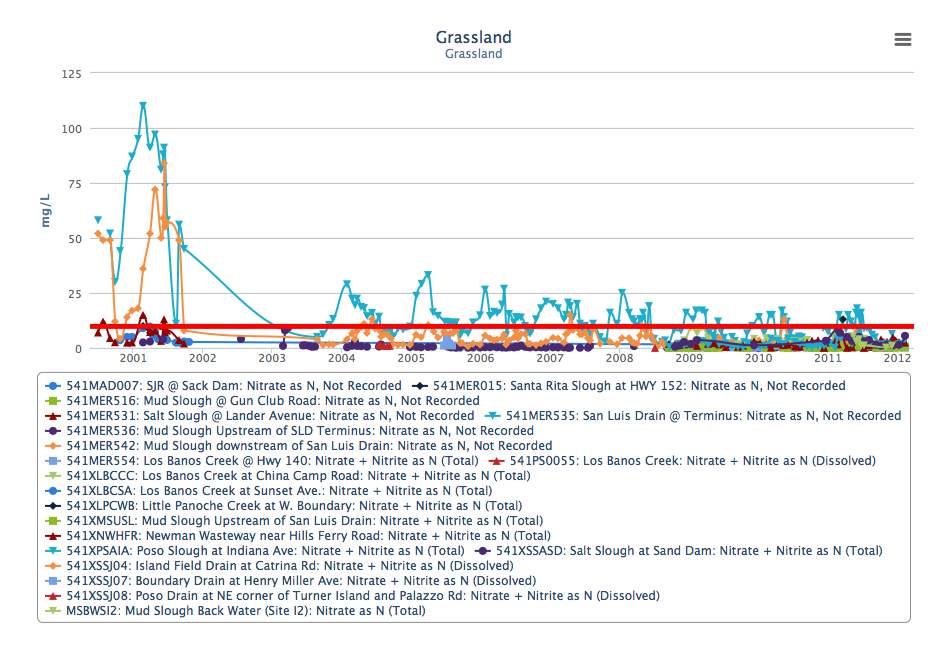 Grassland
Grassland
125
100
75
50
25
0
mg/L
2001 2002 2003 2004 2005 2006 2007 2008 2009 2010 2011 2012
541MAD007: SJR @ Sack Dam: Nitrate as N, Not Recorded 541MER015: Santa Rita Slough at HWY 152: Nitrate as N, Not Recorded
541MER516: Mud Slough @ Gun Club Road: Nitrate as N, Not Recorded
541MER531: Salt Slough @ Lander Avenue: Nitrate as N, Not Recorded 541MER535: San Luis Drain @ Terminus: Nitrate as N, Not Recorded
541MER536: Mud Slough Upstream of SLD Terminus: Nitrate as N, Not Recorded
541MER542: Mud Slough downstream of San Luis Drain: Nitrate as N, Not Recorded
541MER554: Los Banos Creek @ Hwy 140: Nitrate + Nitrite as N (Total) 541PS0055: Los Banos Creek: Nitrate + Nitrite as N (Dissolved)
541XLBCCC: Los Banos Creek at China Camp Road: Nitrate + Nitrite as N (Total)
541XLBCSA: Los Banos Creek at Sunset Ave.: Nitrate + Nitrite as N (Total)
541XLPCWB: Little Panoche Creek at W. Boundary: Nitrate + Nitrite as N (Total)
541XMSUSL: Mud Slough Upstream of San Luis Drain: Nitrate + Nitrite as N (Total)
541XNWHFR: Newman Wasteway near Hills Ferry Road: Nitrate + Nitrite as N (Total)
541XPSAIA: Poso Slough at Indiana Ave: Nitrate + Nitrite as N (Total) 541XSSASD: Salt Slough at Sand Dam: Nitrate + Nitrite as N (Total)
541XSSJ04: Island Field Drain at Catrina Rd: Nitrate + Nitrite as N (Dissolved)
541XSSJ07: Boundary Drain at Henry Miller Ave: Nitrate + Nitrite as N (Dissolved)
541XSSJ08: Poso Drain at NE corner of Turner Island and Palazzo Rd: Nitrate + Nitrite as N (Dissolved)
MSBWSI2: Mud Slough Back Water (Site I2): Nitrate as N (Total)